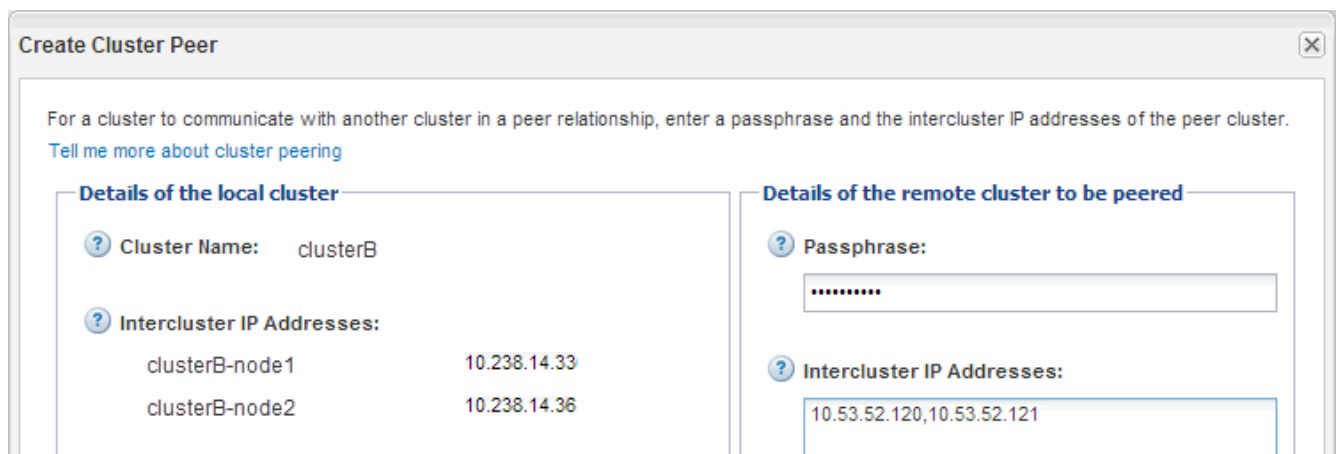 Create Cluster Peer
For a cluster to communicate with another cluster in a peer relationship, enter a passphrase and the intercluster IP addresses of the peer cluster.
Tell me more about cluster peering
Details of the local cluster
? Cluster Name: clusterB
? Intercluster IP Addresses:
clusterB-node1 10.238.14.33
clusterB-node2 10.238.14.36
Details of the remote cluster to be peered
? Passphrase:
••••••••••
? Intercluster IP Addresses:
10.53.52.120,10.53.52.121